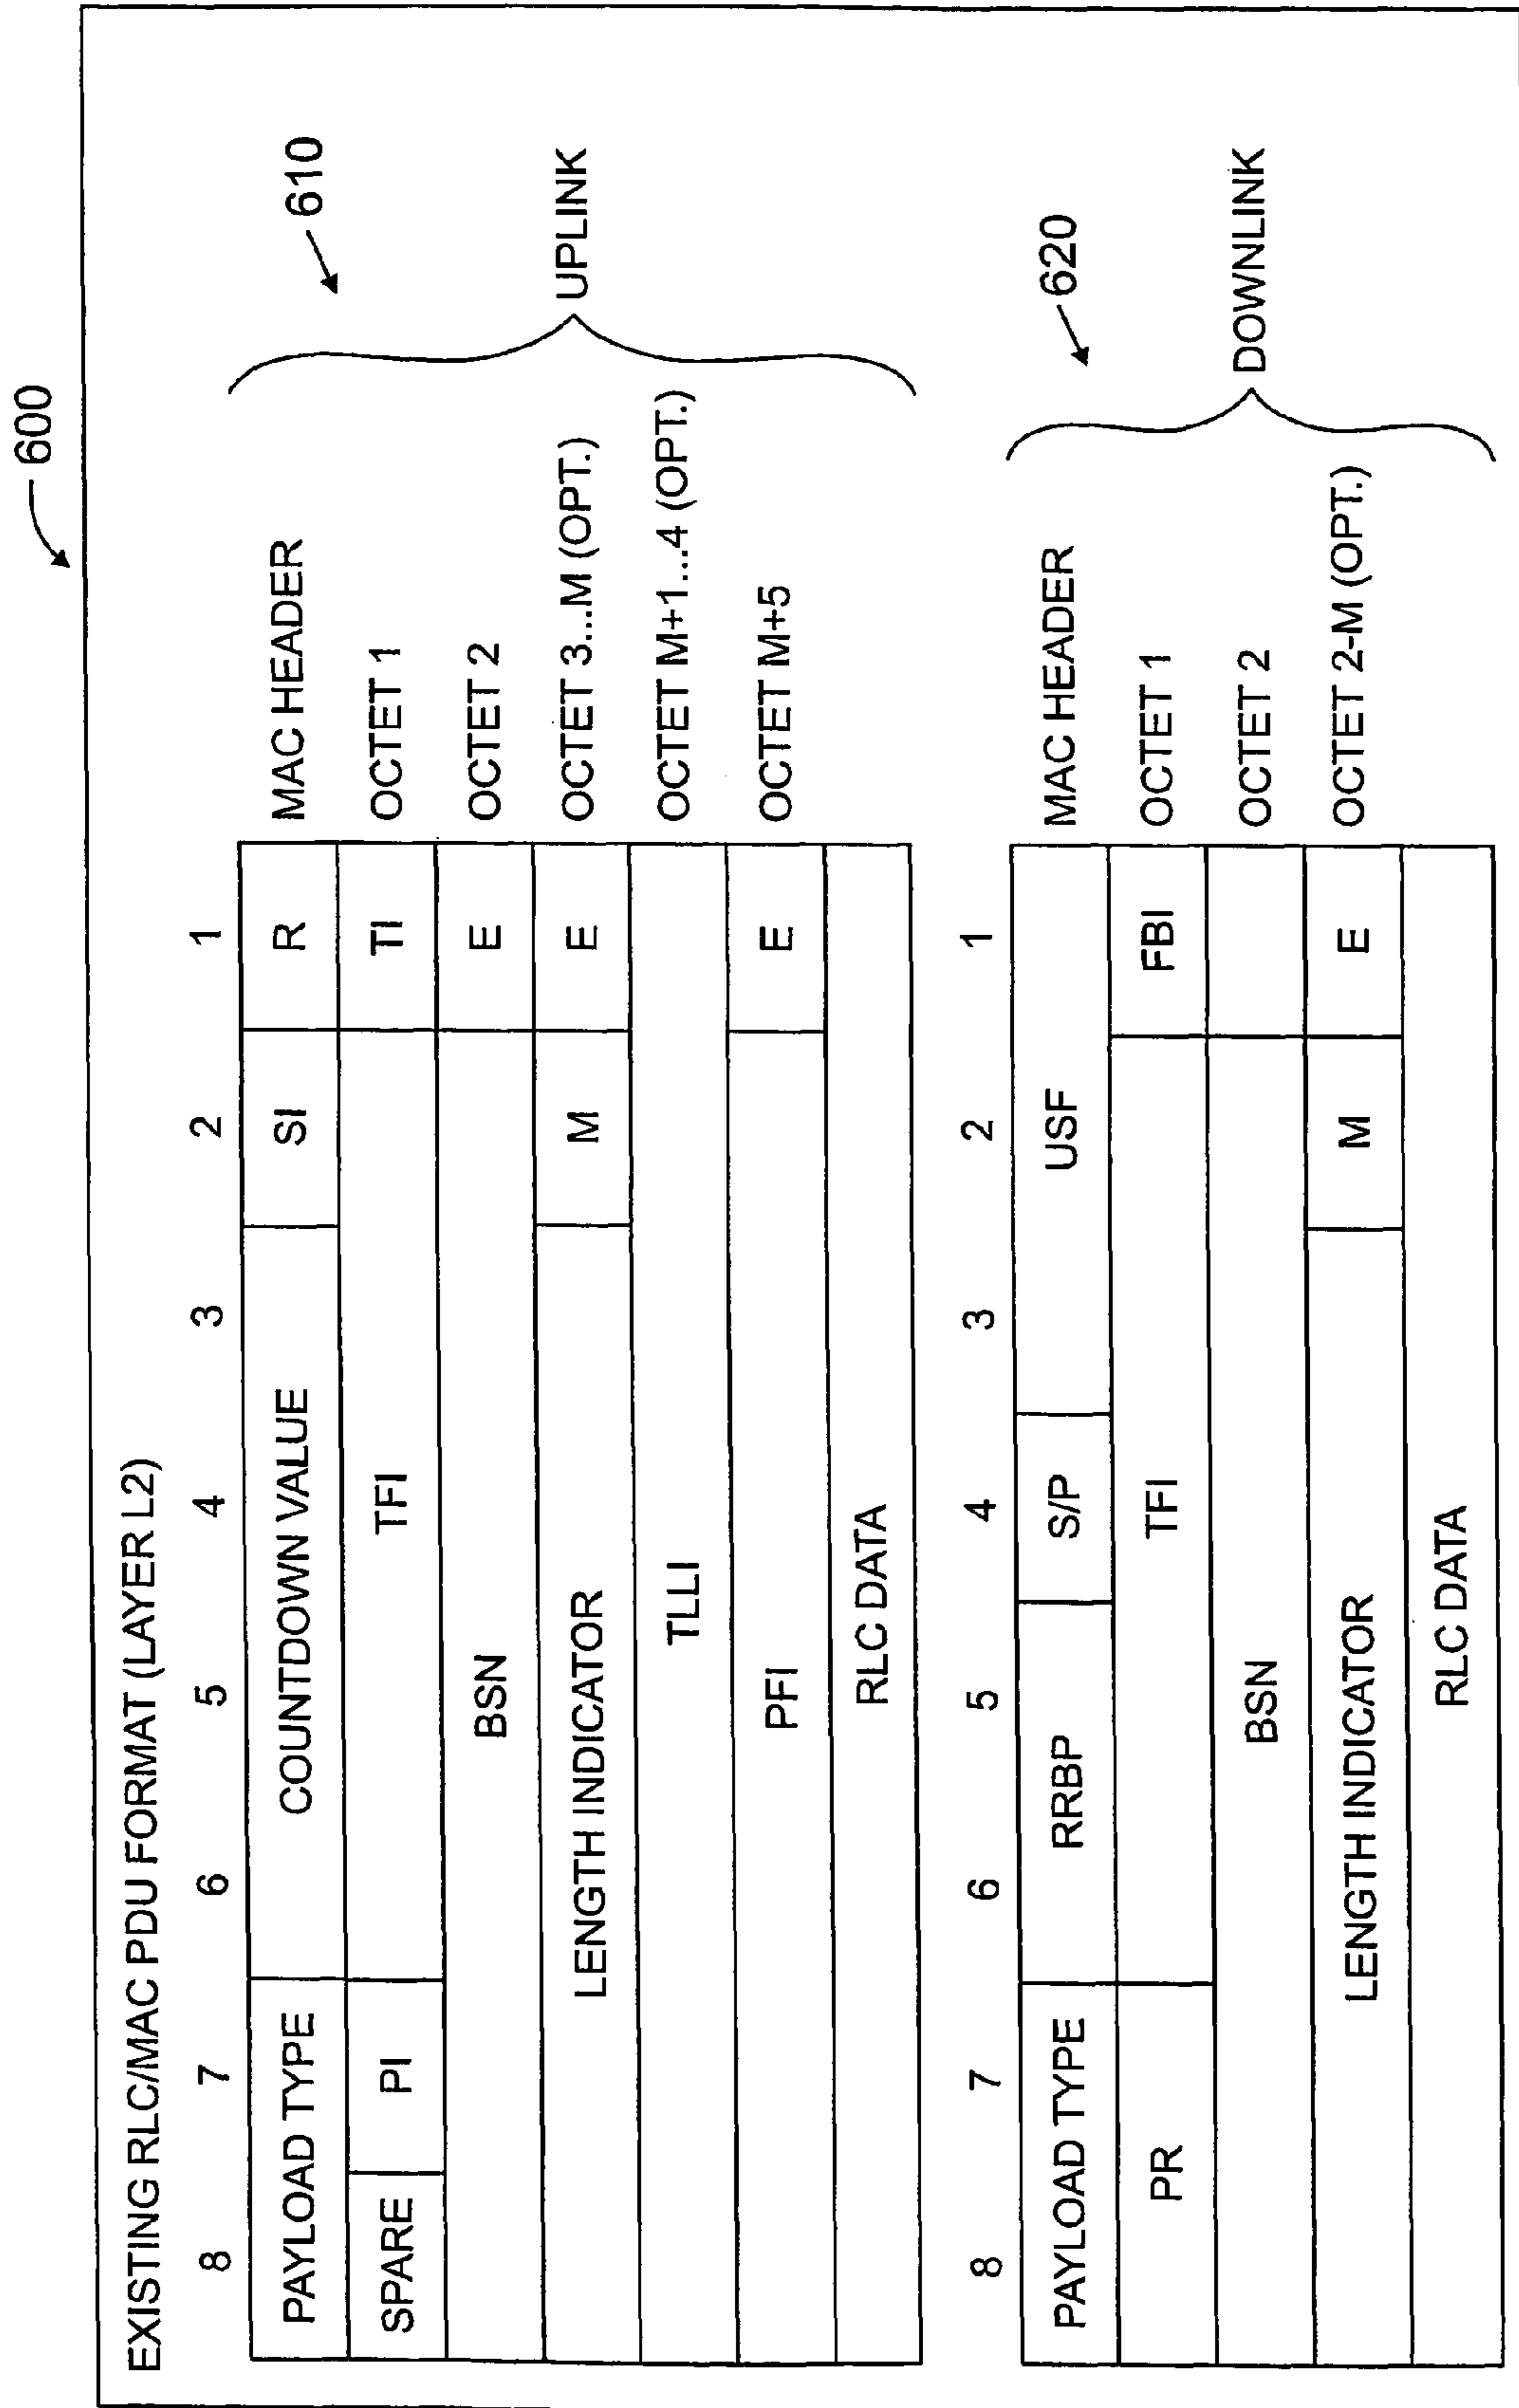 600
EXISTING RLC/MAC PDU FORMAT (LAYER L2)
610
8 7 6 5 4 3 2 1
PAYLOAD TYPE COUNTDOWN VALUE SI R MAC HEADER
SPARE PI TFI TI OCTET 1
BSN E OCTET 2
LENGTH INDICATOR M E OCTET 3...M (OPT.)
TLLI OCTET M+1...4 (OPT.)
PFI E OCTET M+5
RLC DATA
UPLINK
620
8 7 6 5 4 3 2 1
PAYLOAD TYPE RRBP S/P USF MAC HEADER
PR TFI FBI OCTET 1
BSN OCTET 2
LENGTH INDICATOR M E OCTET 2-M (OPT.)
RLC DATA
DOWNLINK